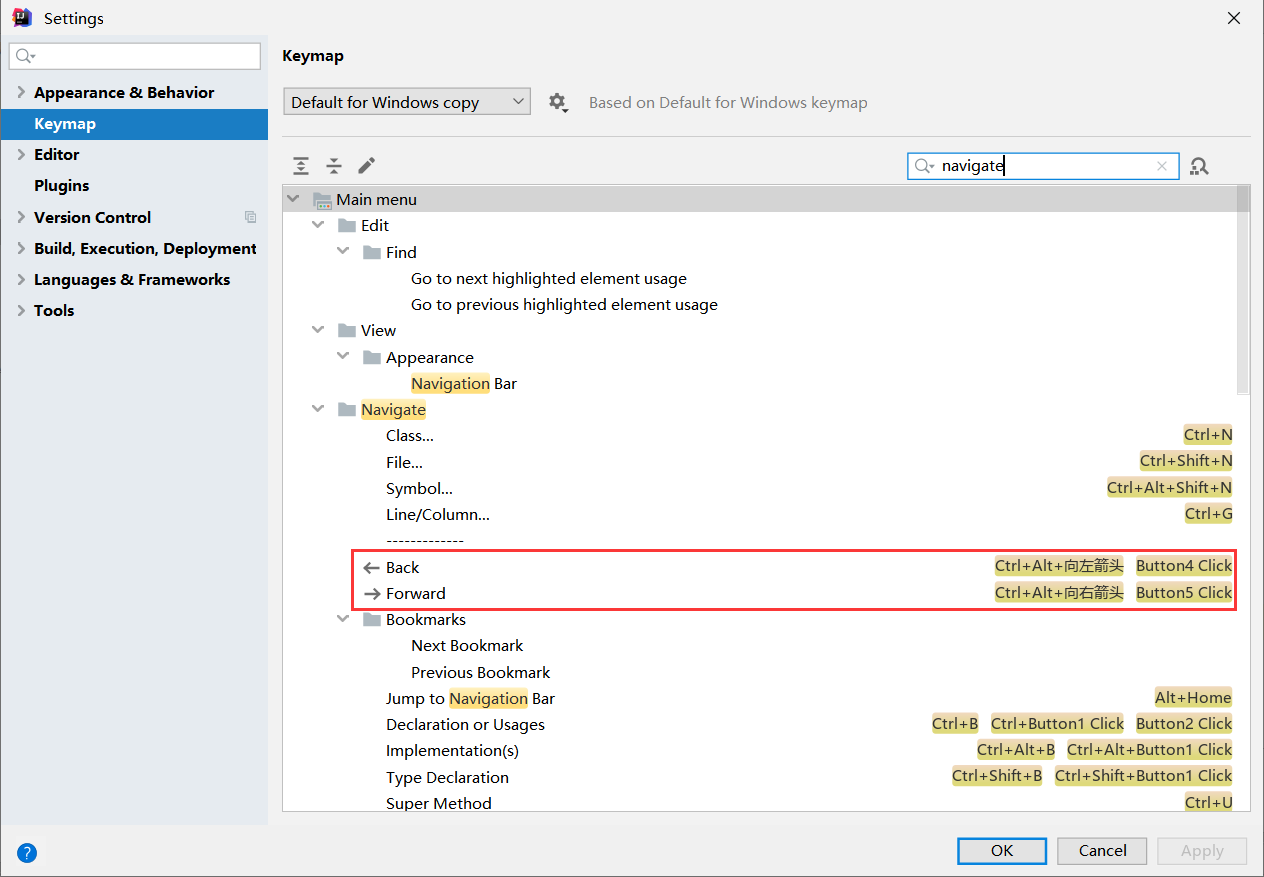 Settings
Appearance & Behavior
Keymap
Editor
Plugins
Version Control
Build, Execution, Deployment
Languages & Frameworks
Tools
Keymap
Default for Windows copy
Based on Default for Windows keymap
navigate
Main menu
Edit
Find
Go to next highlighted element usage
Go to previous highlighted element usage
View
Appearance
Navigation Bar
Navigate
Class... Ctrl+N
File... Ctrl+Shift+N
Symbol... Ctrl+Alt+Shift+N
Line/Column... Ctrl+G
-------------
Back Ctrl+Alt+向左箭头 Button4 Click
Forward Ctrl+Alt+向右箭头 Button5 Click
Bookmarks
Next Bookmark
Previous Bookmark
Jump to Navigation Bar Alt+Home
Declaration or Usages Ctrl+B Ctrl+Button1 Click Button2 Click
Implementation(s) Ctrl+Alt+B Ctrl+Alt+Button1 Click
Type Declaration Ctrl+Shift+B Ctrl+Shift+Button1 Click
Super Method Ctrl+U
?
OK
Cancel
Apply